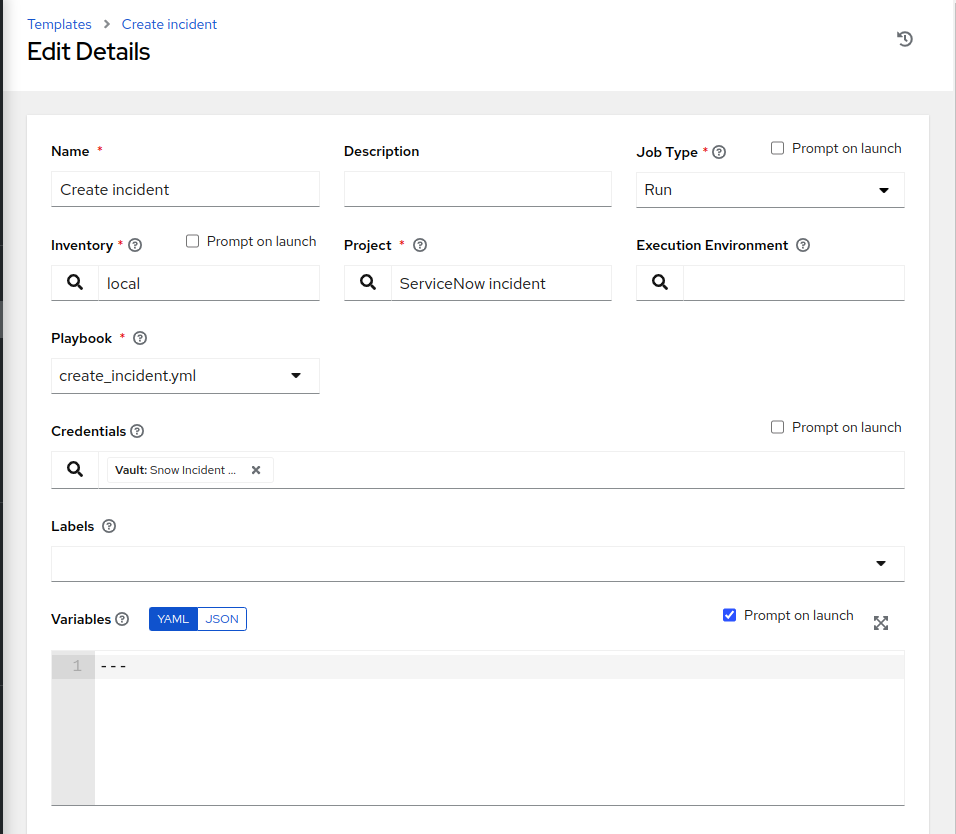 Templates > Create incident
Edit Details
Name *
Create incident
Description
Job Type *
Prompt on launch
Run
Inventory *
Prompt on launch
local
Project *
ServiceNow incident
Execution Environment
Playbook *
create_incident.yml
Credentials
Prompt on launch
Vault: Snow Incident ...
Labels
Variables
YAML JSON
Prompt on launch
1 ---